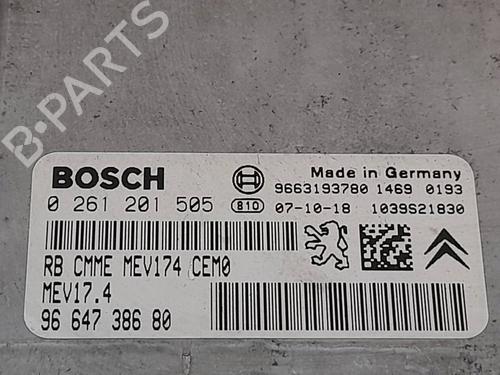 B-PARTS
BOSCH
Made in Germany
9663193780 1469 0193
0 261 201 505 810 07-10-18 1039S21830
RB CMME MEV174 CEM0
MEV17.4
96 647 386 80